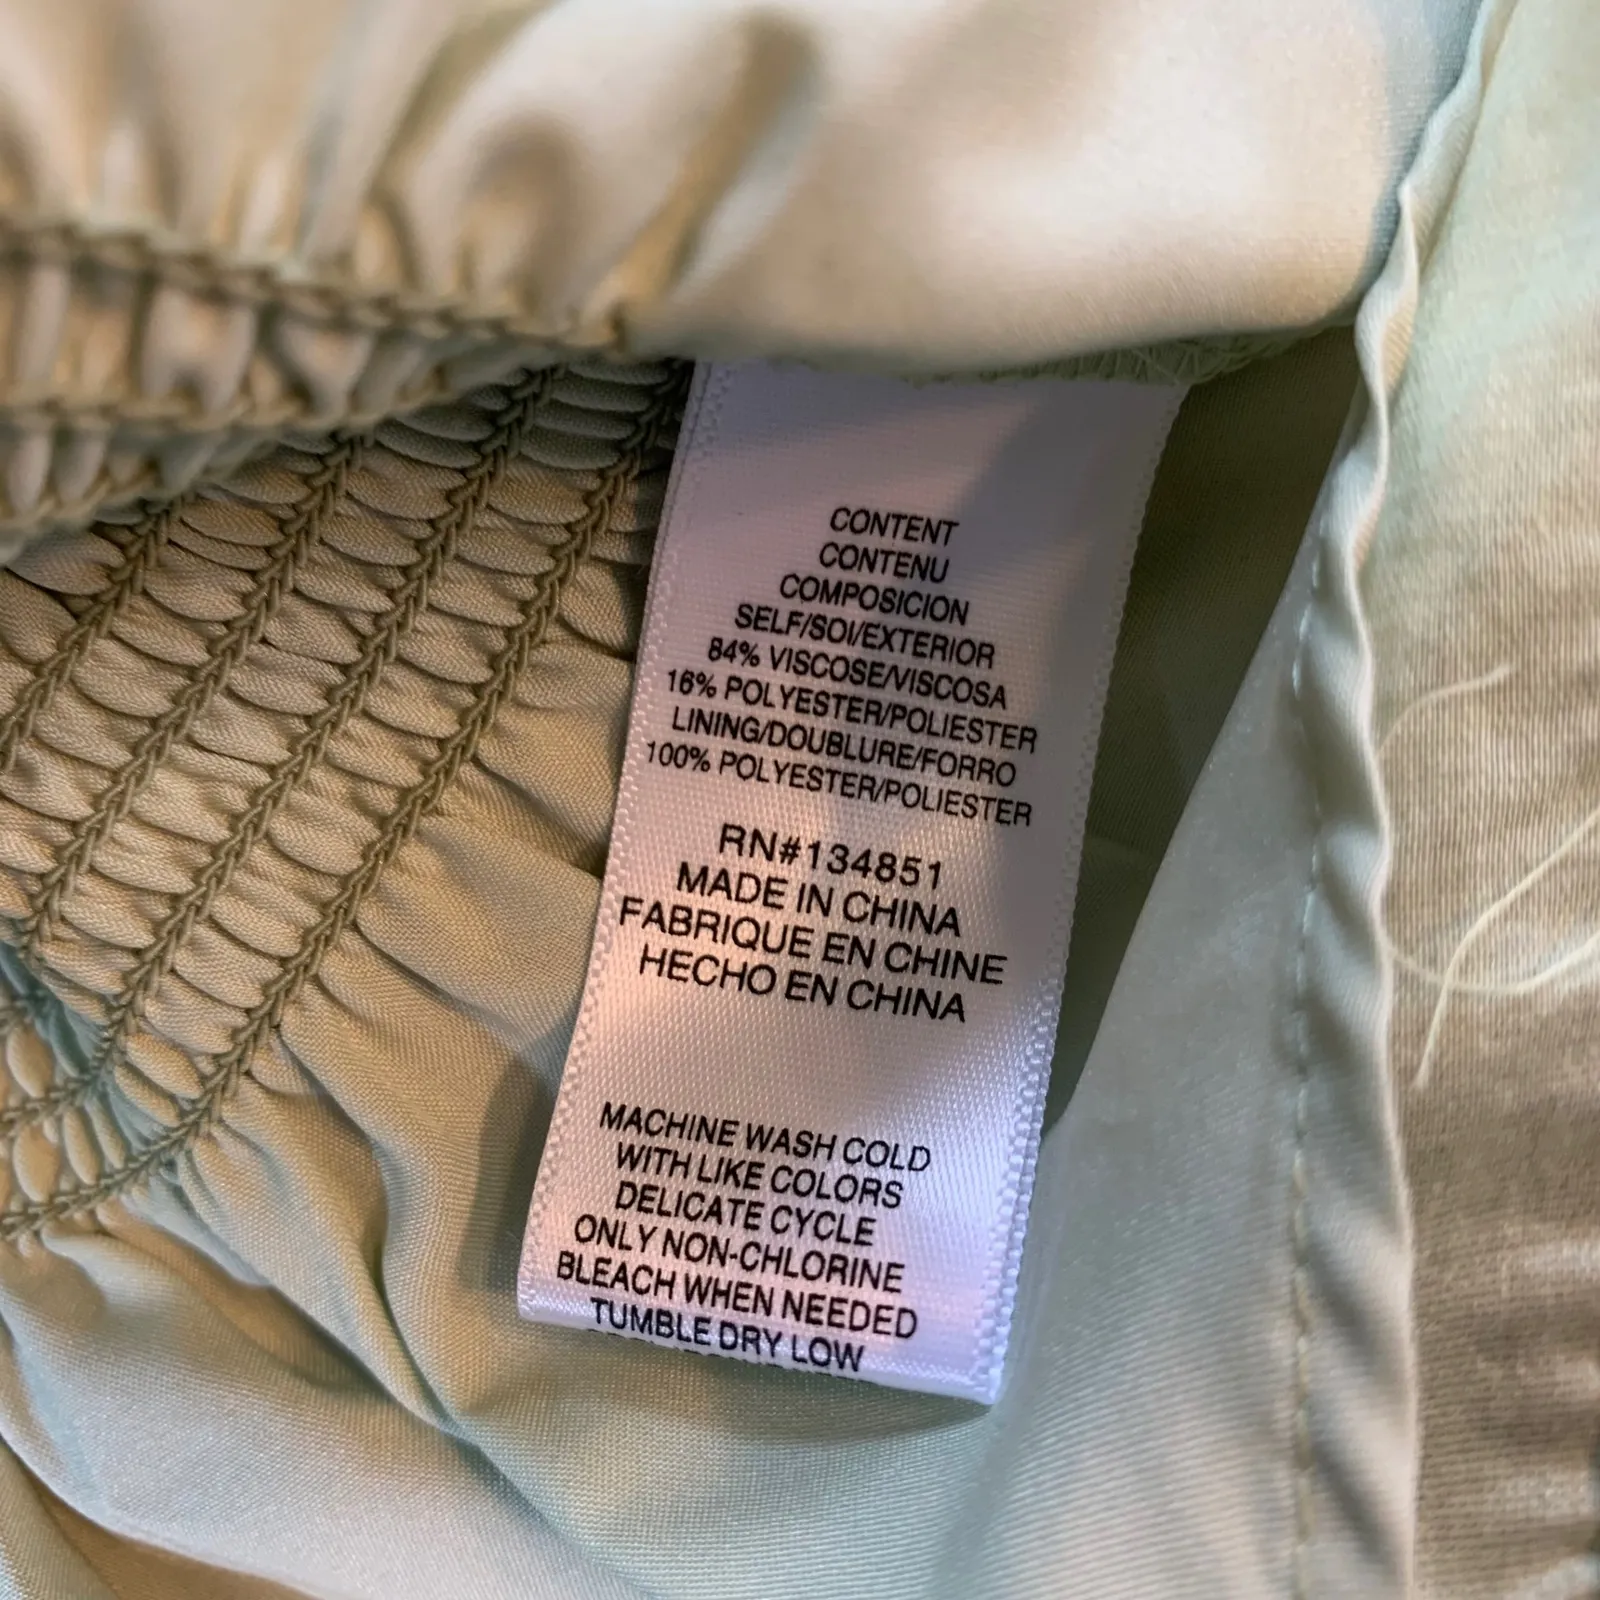 CONTENT
CONTENU
COMPOSICION
SELF/SOI/EXTERIOR
84% VISCOSE/VISCOSA
16% POLYESTER/POLIESTER
LINING/DOUBLURE/FORRO
100% POLYESTER/POLIESTER
RN#134851
MADE IN CHINA
FABRIQUE EN CHINE
HECHO EN CHINA
MACHINE WASH COLD
WITH LIKE COLORS
DELICATE CYCLE
ONLY NON-CHLORINE
BLEACH WHEN NEEDED
TUMBLE DRY LOW